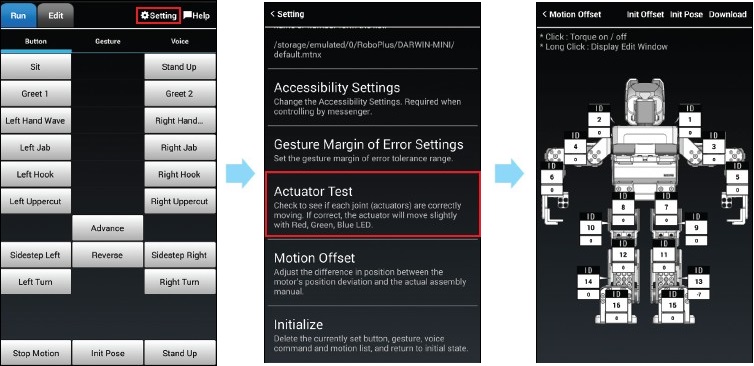 Run
Edit
Setting
Help
Button
Gesture
Voice
Sit
Stand Up
Greet 1
Greet 2
Left Hand Wave
Right Hand...
Left Jab
Right Jab
Left Hook
Right Hook
Left Uppercut
Right Uppercut
Advance
Sidestep Left
Reverse
Sidestep Right
Left Turn
Right Turn
Stop Motion
Init Pose
Stand Up
< Setting
/storage/emulated/0/RoboPlus/DARWIN-MINI/
default.mtnx
Accessibility Settings
Change the Accessibility Settings. Required when
controlling by messenger.
Gesture Margin of Error Settings
Set the gesture margin of error tolerance range.
Actuator Test
Check to see if each joint (actuators) are correctly
moving. If correct, the actuator will move slightly
with Red, Green, Blue LED.
Motion Offset
Adjust the difference in position between the
motor's position deviation and the actual assembly
manual.
Initialize
Delete the currently set button, gesture, voice
command and motion list, and return to initial state.
< Motion Offset
Init Offset
Init Pose
Download
* Click : Torque on / off
* Long Click : Display Edit Window
ID
2
0
ID
1
0
ID
4
0
ID
3
0
ID
6
0
ID
5
0
ID
8
0
ID
7
0
ID
10
0
ID
9
0
ID
12
0
ID
11
0
ID
14
0
ID
13
-7
ID
16
0
ID
15
0